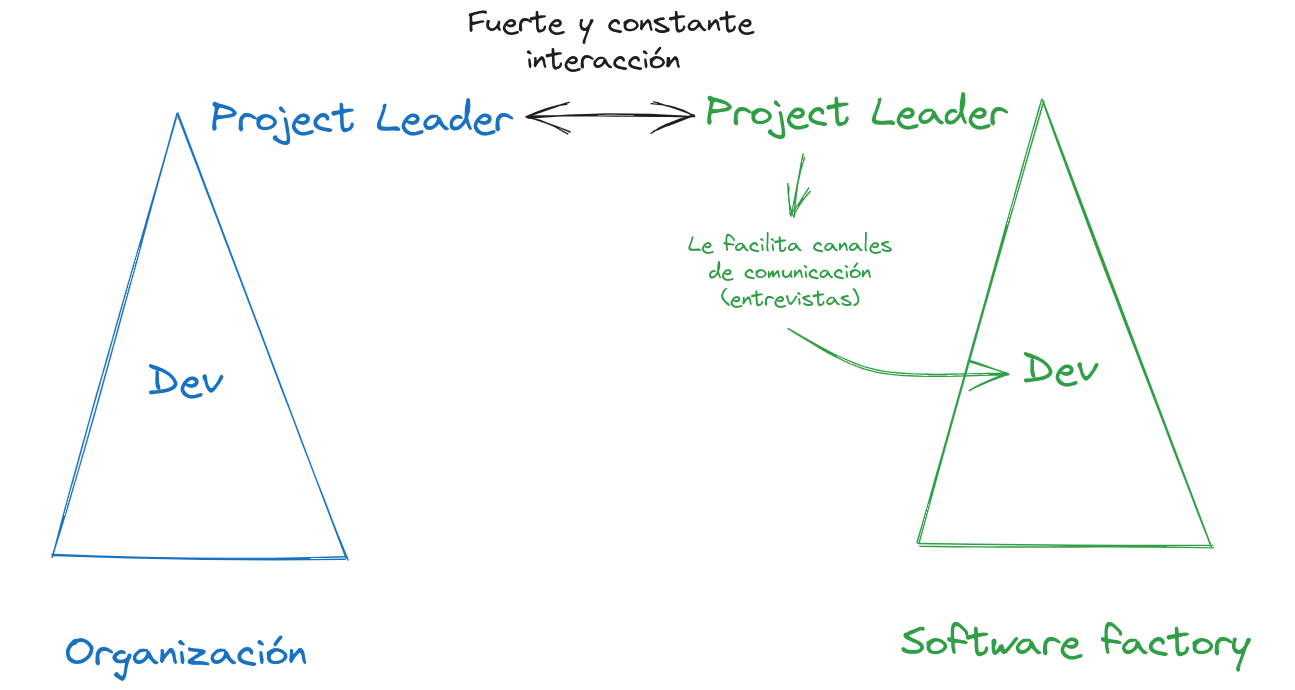 Fuerte y constante
interacción
Project Leader
Project Leader
Le facilita canales
de comunicación
(entrevistas)
Dev
Dev
Organización
Software factory